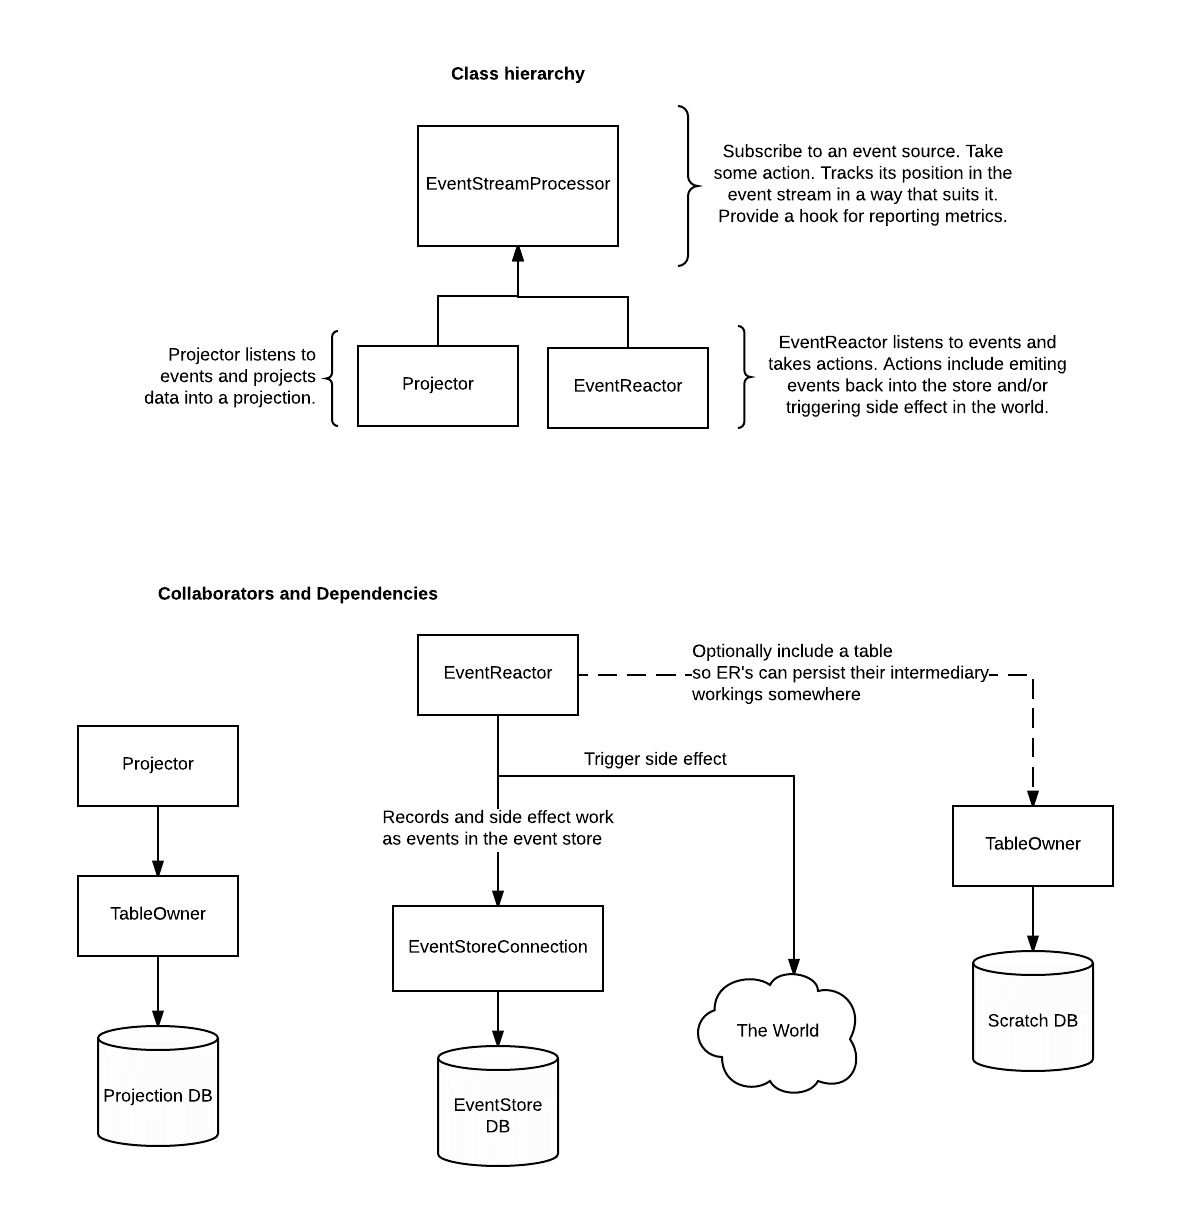 Class hierarchy
EventStreamProcessor
Subscribe to an event source. Take
some action. Tracks its position in the
event stream in a way that suits it.
Provide a hook for reporting metrics.
Projector listens to
events and projects
data into a projection.
Projector
EventReactor
EventReactor listens to events and
takes actions. Actions include emiting
events back into the store and/or
triggering side effect in the world.
Collaborators and Dependencies
EventReactor
Optionally include a table
so ER's can persist their intermediary
workings somewhere
Projector
Trigger side effect
Records and side effect work
as events in the event store
TableOwner
TableOwner
EventStoreConnection
Scratch DB
The World
Projection DB
EventStore
DB